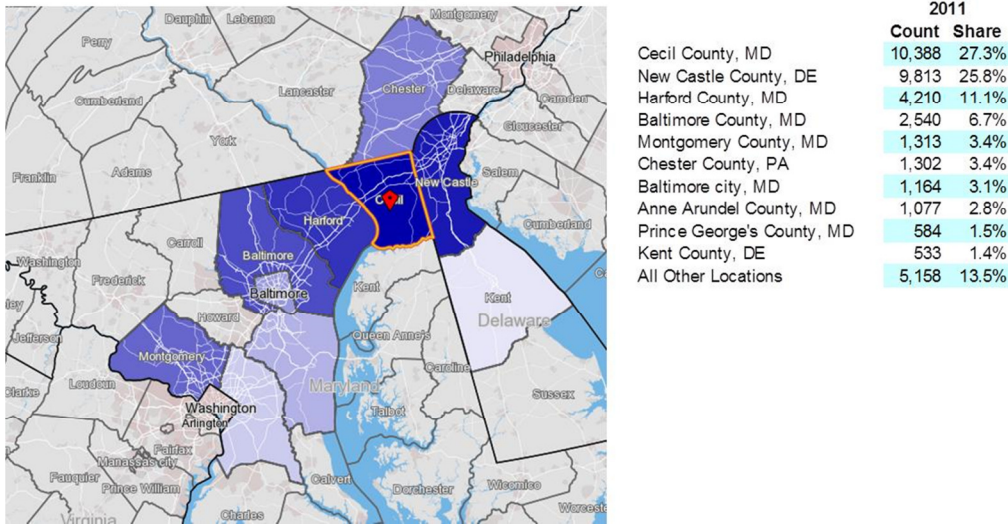 Dauphin
Lebanon
Montgomery
Perry
Philadelphia
Cumberland
Lancaster
Chester
Delaware
Camden
York
Gloucester
Franklin
Adams
New Castle
Salem
Harford
Cumberland
Carroll
Baltimore
Washington
Frederick
Baltimore
Kent
Kent
Howard
Delaware
Jefferson
Queen Anne's
Montgomery
Caroline
Loudoun
Maryland
Sussex
Clarke
Washington
Talbot
Arlington
Fairfax
Manassas city
Fauquier
Prince William
Calvert
Dorchester
Wicomico
Charles
Virginia
2011
Count Share
Cecil County, MD 10,388 27.3%
New Castle County, DE 9,813 25.8%
Harford County, MD 4,210 11.1%
Baltimore County, MD 2,540 6.7%
Montgomery County, MD 1,313 3.4%
Chester County, PA 1,302 3.4%
Baltimore city, MD 1,164 3.1%
Anne Arundel County, MD 1,077 2.8%
Prince George's County, MD 584 1.5%
Kent County, DE 533 1.4%
All Other Locations 5,158 13.5%